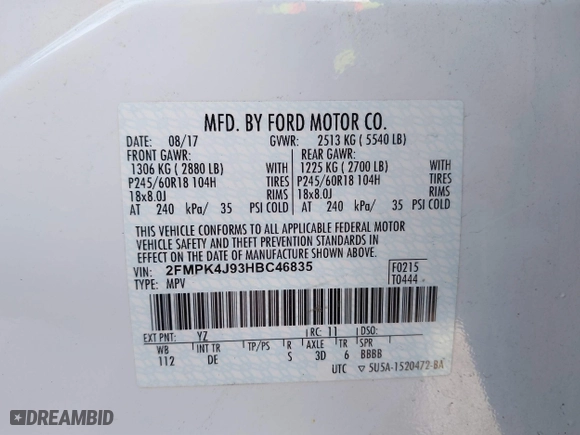 MFD. BY FORD MOTOR CO.
DATE: 08/17 GVWR: 2513 KG ( 5540 LB)
FRONT GAWR: REAR GAWR:
1306 KG ( 2880 LB) WITH 1225 KG ( 2700 LB) WITH
P245/60R18 104H TIRES P245/60R18 104H TIRES
18x8.0J RIMS 18x8.0J RIMS
AT 240 kPa/ 35 PSI COLD AT 240 kPa/ 35 PSI COLD
THIS VEHICLE CONFORMS TO ALL APPLICABLE FEDERAL MOTOR
VEHICLE SAFETY AND THEFT PREVENTION STANDARDS IN
EFFECT ON THE DATE OF MANUFACTURE SHOWN ABOVE.
VIN: 2FMPK4J93HBC46835 F0215
TYPE: MPV T0444
EXT PNT: YZ RC: 11 DSO:
WB INT TR TP/PS R AXLE TR SPR
112 DE S 3D 6 BBBB
UTC ▽ 5U5A-1520472-BA
DREAMBID